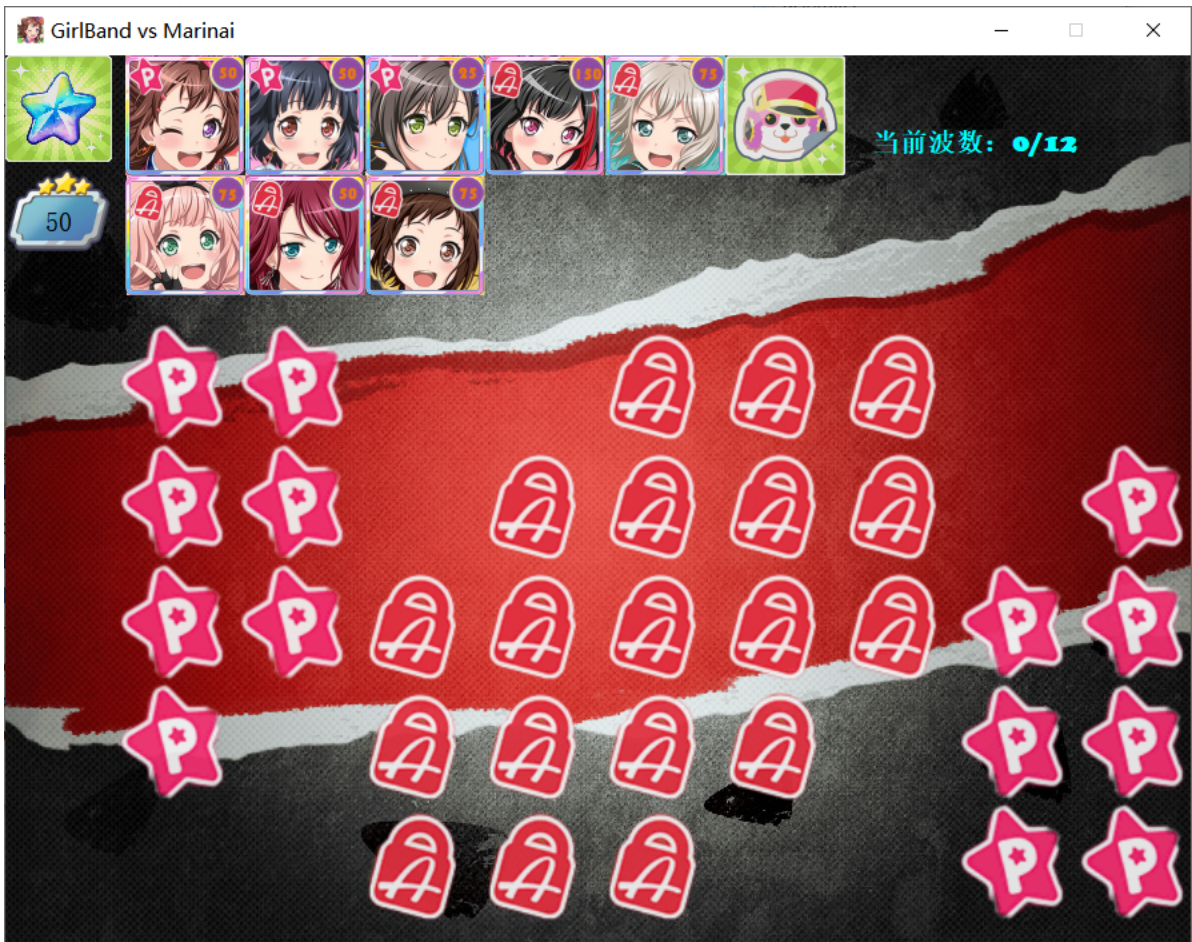 GirlBand vs Marinai
P 50 P 50 P 25 A 150 A 75
当前波数：0/12
A 75 A 50 A 75
50
P P A A A
P P A A A A P
P P A A A A A P P
P A A A A P P
A A A P P